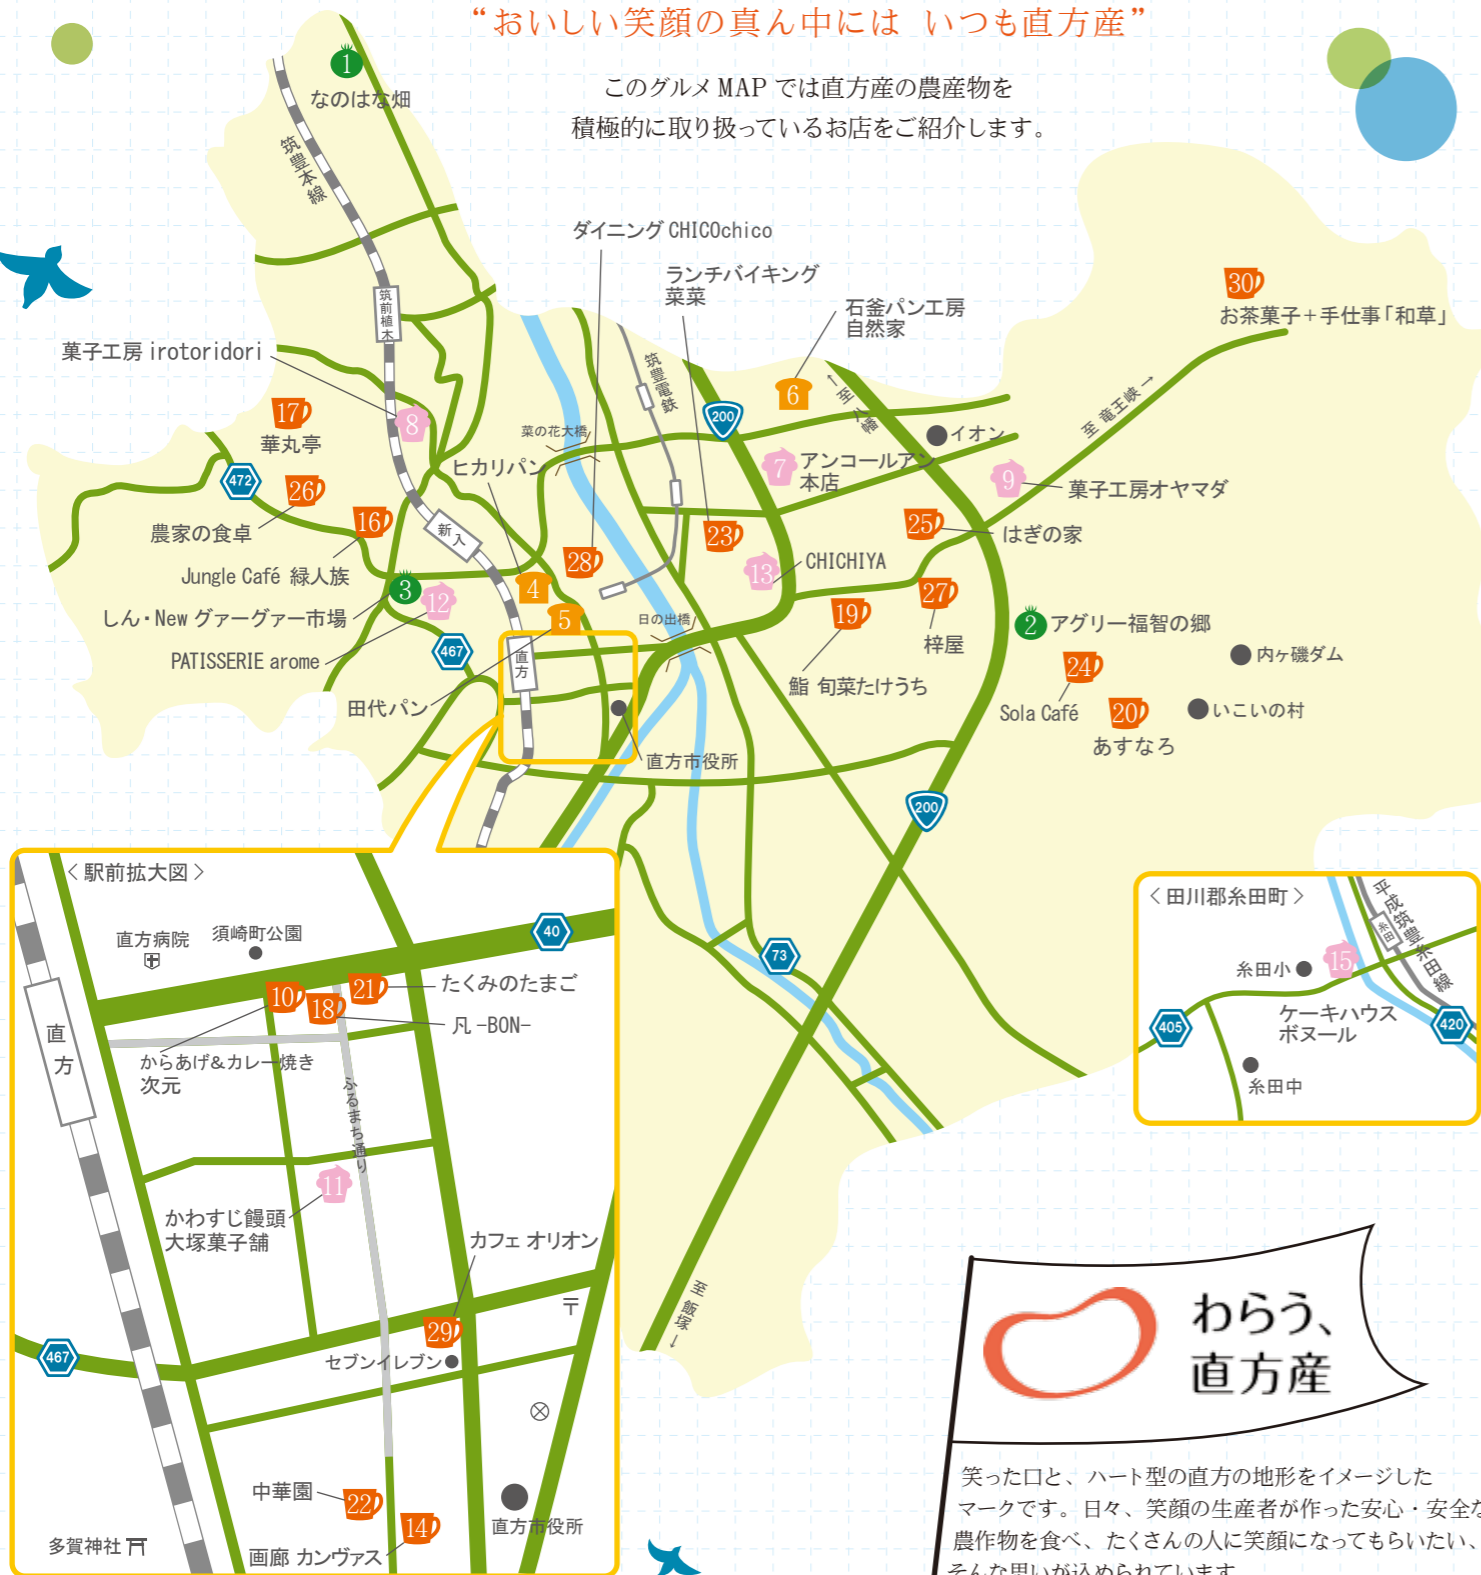 “おいしい笑顔の真ん中には いつも直方産”
このグルメ MAP では直方産の農産物を
積極的に取り扱っているお店をご紹介します。
1
なのはな畑
筑豊本線
ダイニング CHICOchico
ランチバイキング
菜菜
石釜パン工房
自然家
30
お茶菓子＋手仕事「和草」
筑前植木
菓子工房 irotoridori
筑豊電鉄
6
←至 八幡
至 竜王峡→
17
華丸亭
8
200
菜の花大橋
イオン
ヒカリパン
7
アンコールアン
本店
9
菓子工房オヤマダ
472
26
農家の食卓
16
新入
23
25
はぎの家
Jungle Café 緑人族
28
13
CHICHIYA
3
12
4
しん・New グァーグァー市場
5
日の出橋
19
27
梓屋
2
アグリー福智の郷
PATISSERIE arome
467
直方
24
内ヶ磯ダム
鮨 旬菜たけうち
田代パン
Sola Café
20
いこいの村
あすなろ
直方市役所
200
＜駅前拡大図＞
直方病院
須崎町公園
40
直方
10
18
21
たくみのたまご
凡 -BON-
からあげ&カレー焼き
次元
ふるまち通り
11
かわすじ饅頭
大塚菓子舗
カフェ オリオン
〒
29
セブンイレブン
467
中華園
22
14
直方市役所
多賀神社
画廊 カンヴァス
73
＜田川郡糸田町＞
平成筑豊糸田線
糸田
糸田小
15
ケーキハウス
ボヌール
405
420
糸田中
至 飯塚→
わらう、
直方産
笑った口と、ハート型の直方の地形をイメージした
マークです。日々、笑顔の生産者が作った安心・安全な
農作物を食べ、たくさんの人に笑顔になってもらいたい、
そんな思いが込められています